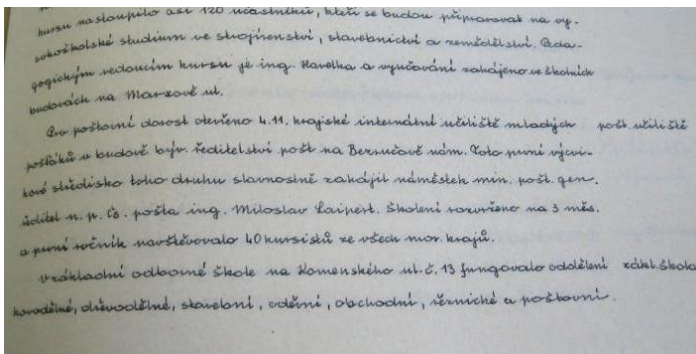 kursu nastoupilo asi 120 účastníků, kteří se budou připravovat na vy-
sokoškolské studium ve strojírenství, stavebnictví a zemědělství. Peda-
gogickým vedoucím kursu je ing. Havelka a vyučování zahájeno ve školních
budovách na Marxově ul.
Pro poštovní dorost otevřeno 4.11. krajské internátní učiliště mladých pošt. učiliště
pošťáků v budově býv. ředitelství pošt na Bezručově nám. Toto první výcvi-
kové středisko toho druhu slavnostně zahájil náměstek min. pošt. gen.
ředitel n. p. Čs. pošta ing. Miloslav Laipert. Školení rozvrženo na 3 měs.
a první ročník navštěvovalo 40 kursistů ze všech mor. krajů.
V základní odborné škole na Komenského ul. č. 13 fungovalo oddělení zákl. škola
kovodělné, dřevodělné, stavební, oděvní, obchodní, řeznické a poštovní.